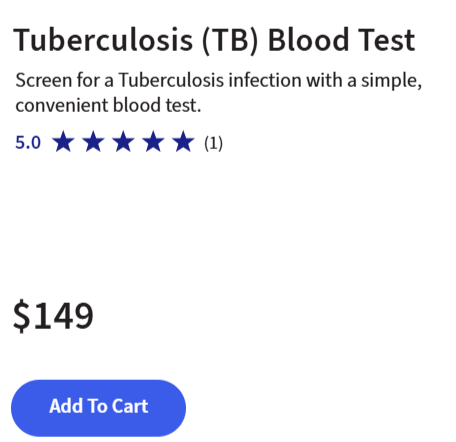 Tuberculosis (TB) Blood Test
Screen for a Tuberculosis infection with a simple,
convenient blood test.
5.0 ★ ★ ★ ★ ★ (1)
$149
Add To Cart